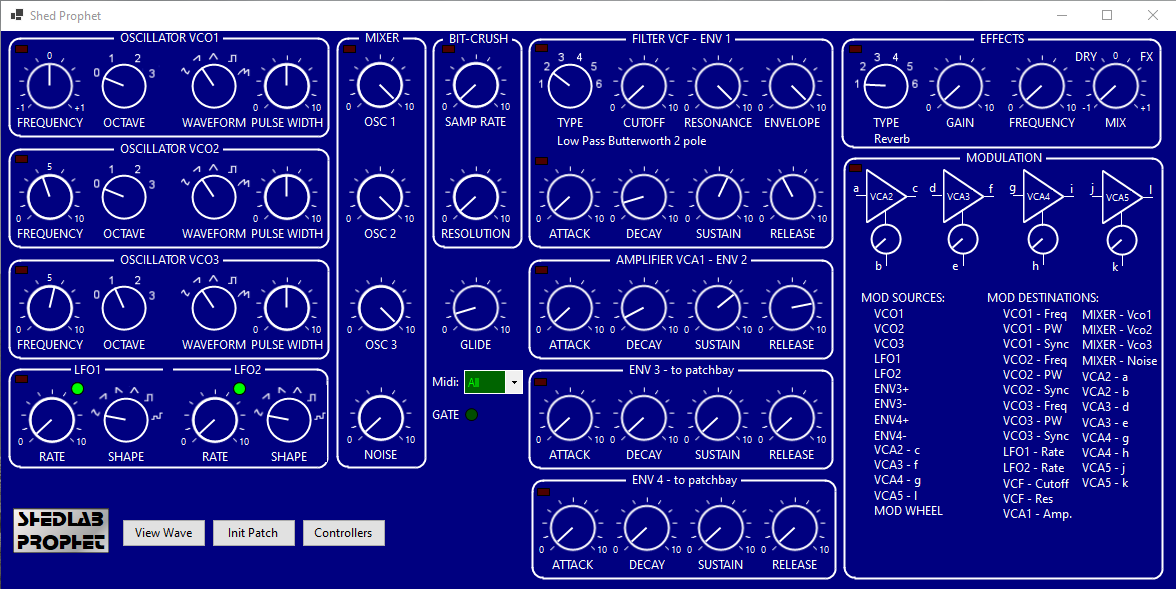 Shed Prophet
OSCILLATOR VCO1
0
-1 +1
FREQUENCY
0 1 2 3
OCTAVE
WAVEFORM
0 10
PULSE WIDTH
OSCILLATOR VCO2
5
0 10
FREQUENCY
0 1 2 3
OCTAVE
WAVEFORM
0 10
PULSE WIDTH
OSCILLATOR VCO3
5
0 10
FREQUENCY
0 1 2 3
OCTAVE
WAVEFORM
0 10
PULSE WIDTH
LFO1
0 10
RATE
SHAPE
LFO2
0 10
RATE
SHAPE
SHEDLAB
PROPHET
View Wave
Init Patch
Controllers
MIXER
0 10
OSC 1
0 10
OSC 2
0 10
OSC 3
0 10
NOISE
BIT-CRUSH
0 10
SAMP RATE
0 10
RESOLUTION
0 10
GLIDE
Midi: All
GATE
FILTER VCF - ENV 1
1 2 3 4 5 6
TYPE
0 10
CUTOFF
0 10
RESONANCE
0 10
ENVELOPE
Low Pass Butterworth 2 pole
0 10
ATTACK
0 10
DECAY
0 10
SUSTAIN
0 10
RELEASE
AMPLIFIER VCA1 - ENV 2
0 10
ATTACK
0 10
DECAY
0 10
SUSTAIN
0 10
RELEASE
ENV 3 - to patchbay
0 10
ATTACK
0 10
DECAY
0 10
SUSTAIN
0 10
RELEASE
ENV 4 - to patchbay
0 10
ATTACK
0 10
DECAY
0 10
SUSTAIN
0 10
RELEASE
EFFECTS
1 2 3 4 5 6
TYPE
Reverb
0 10
GAIN
0 10
FREQUENCY
DRY 0 FX
-1 +1
MIX
MODULATION
a VCA2 c
b
d VCA3 f
e
g VCA4 i
h
j VCA5 l
k
MOD SOURCES:
VCO1
VCO2
VCO3
LFO1
LFO2
ENV3+
ENV3-
ENV4+
ENV4-
VCA2 - c
VCA3 - f
VCA4 - g
VCA5 - l
MOD WHEEL
MOD DESTINATIONS:
VCO1 - Freq
VCO1 - PW
VCO1 - Sync
VCO2 - Freq
VCO2 - PW
VCO2 - Sync
VCO3 - Freq
VCO3 - PW
VCO3 - Sync
LFO1 - Rate
LFO2 - Rate
VCF - Cutoff
VCF - Res
VCA1 - Amp.
MIXER - Vco1
MIXER - Vco2
MIXER - Vco3
MIXER - Noise
VCA2 - a
VCA2 - b
VCA3 - d
VCA3 - e
VCA4 - g
VCA4 - h
VCA5 - j
VCA5 - k